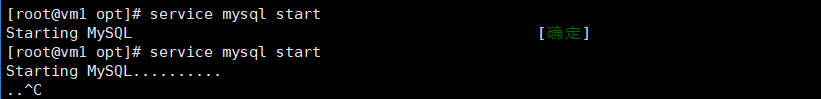 [root@vm1 opt]# service mysql start
Starting MySQL                                             [确定]
[root@vm1 opt]# service mysql start
Starting MySQL..........
..^C